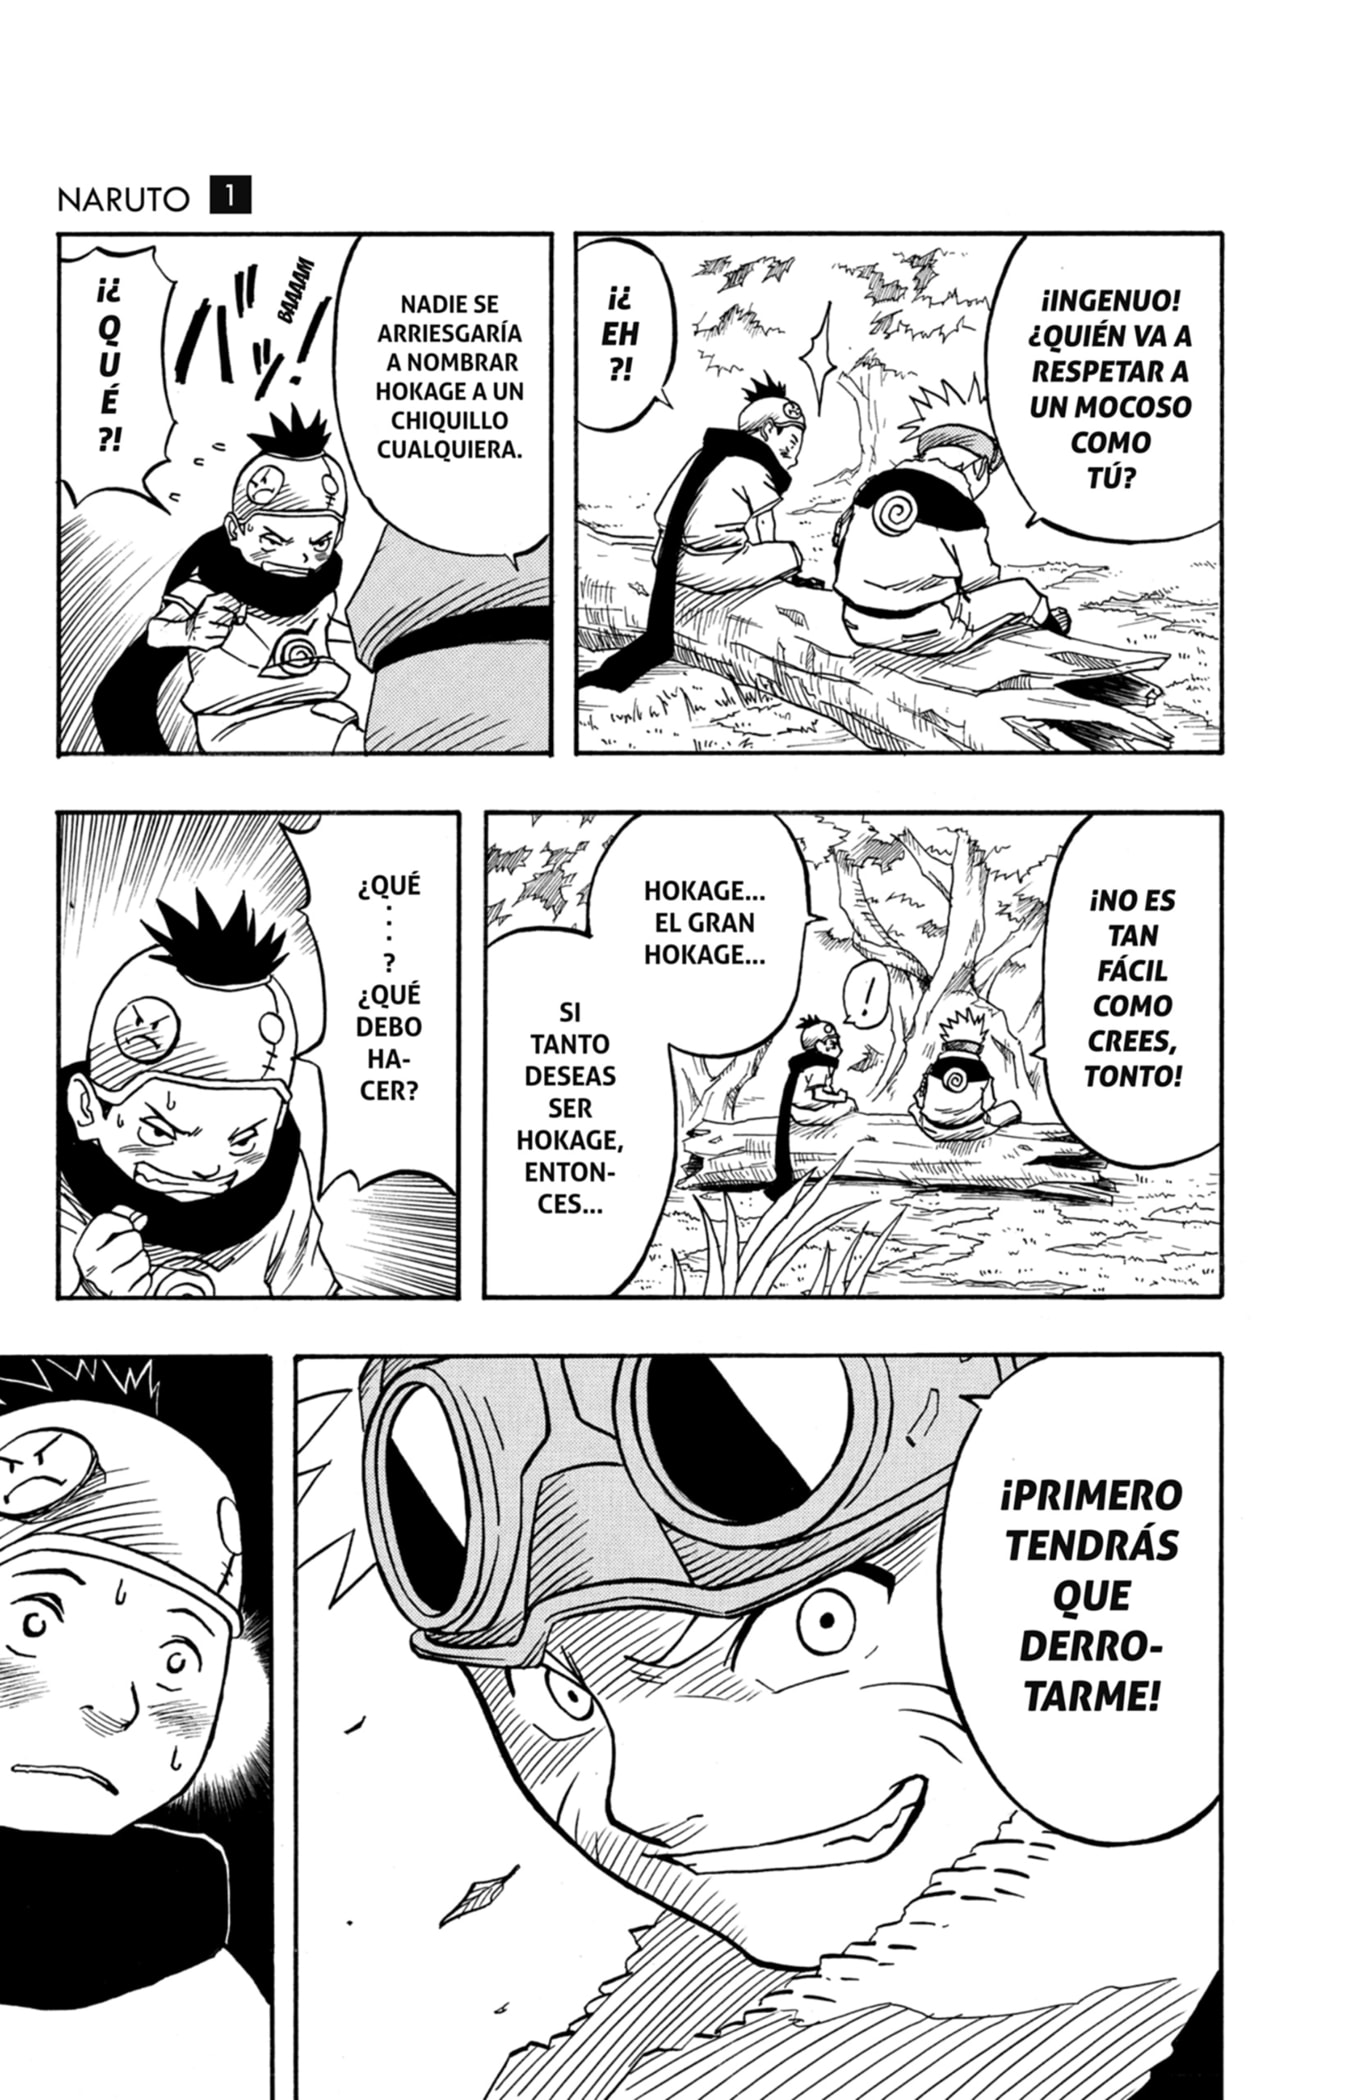 NARUTO 1
¡INGENUO!
¿QUIÉN VA A
RESPETAR A
UN MOCOSO
COMO
TÚ?
¡¿
EH
?!
NADIE SE
ARRIESGARÍA
A NOMBRAR
HOKAGE A UN
CHIQUILLO
CUALQUIERA.
BAAAAM
バッ!
¡¿
Q
U
É
?!
¡NO ES
TAN
FÁCIL
COMO
CREES,
TONTO!
!
HOKAGE...
EL GRAN
HOKAGE...
SI
TANTO
DESEAS
SER
HOKAGE,
ENTON-
CES...
¿QUÉ
...
?
¿QUÉ
DEBO
HA-
CER?
¡PRIMERO
TENDRÁS
QUE
DERRO-
TARME!